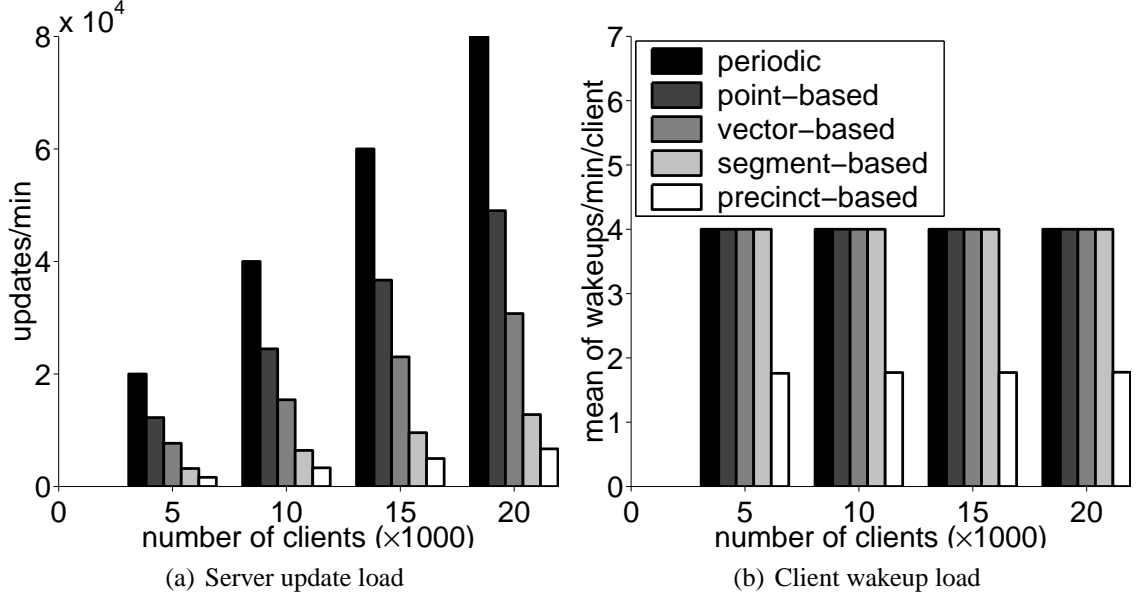 x 10⁴
8
6
4
2
0
updates/min
0 5 10 15 20
number of clients (×1000)
(a) Server update load
7
6
5
4
3
2
1
0
mean of wakeups/min/client
periodic
point−based
vector−based
segment−based
precinct−based
0 5 10 15 20
number of clients (×1000)
(b) Client wakeup load